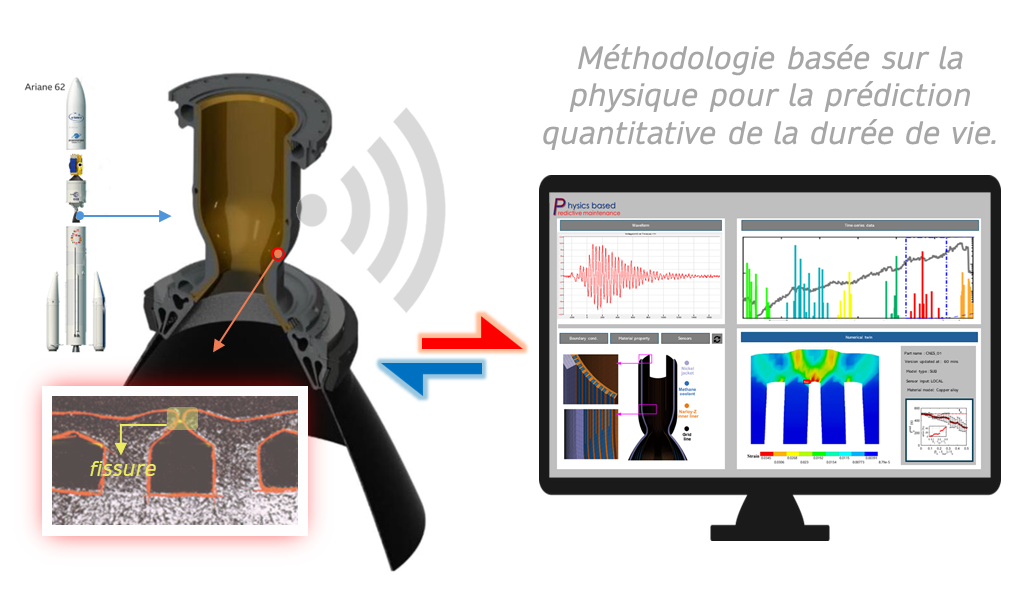 Ariane 62
Méthodologie basée sur la
physique pour la prédiction
quantitative de la durée de vie.
fissure
Physics based
Predictive maintenance
Waveform
Time series data
Boundary cond.
Material property
Sensors
Nickel
jacket
Methane
coolant
Narloy-Z
inner liner
Grid
line
Numerical twin
Strain
Part name : CNES_01
Version updated at : 60 mins
Model type: SUB
Sensor input: LOCAL
Material model: Copper alloy